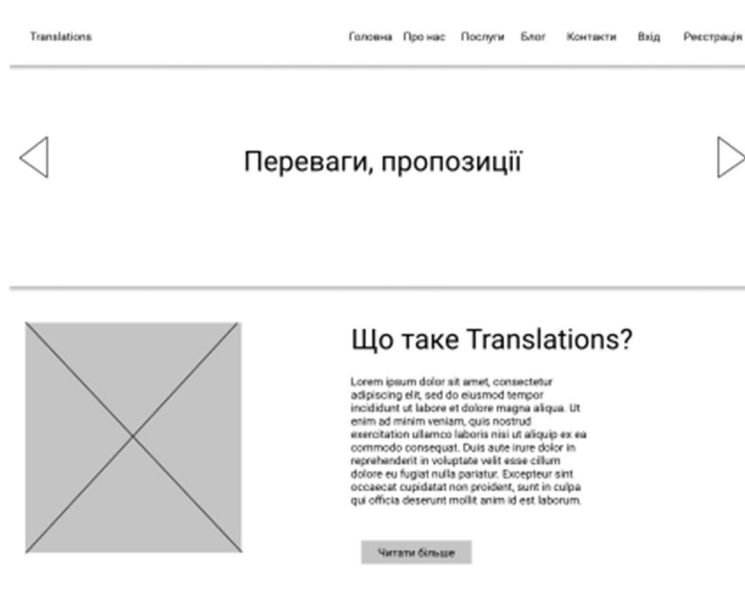 Translations Головна Про нас Послуги Блог Контакти Вхід Реєстрація
Переваги, пропозиції
Що таке Translations?
Lorem ipsum dolor sit amet, consectetur
adipiscing elit, sed do eiusmod tempor
incididunt ut labore et dolore magna aliqua. Ut
enim ad minim veniam, quis nostrud
exercitation ullamco laboris nisi ut aliquip ex ea
commodo consequat. Duis aute irure dolor in
reprehenderit in voluptate velit esse cillum
dolore eu fugiat nulla pariatur. Excepteur sint
occaecat cupidatat non proident, sunt in culpa
qui officia deserunt mollit anim id est laborum.
Читати більше